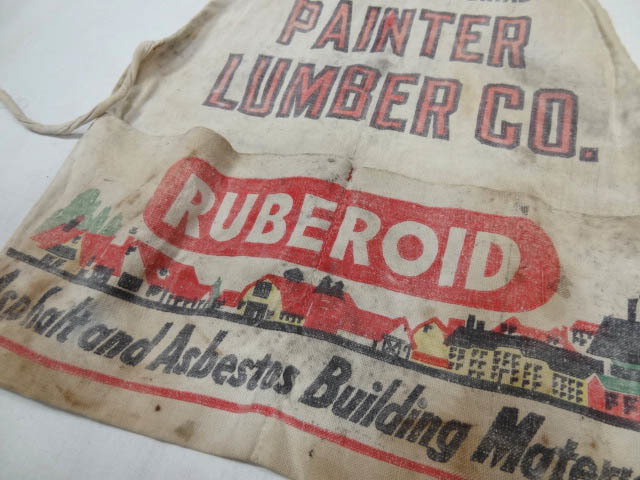 PAINTER
LUMBER CO.
RUBEROID
Asphalt and Asbestos Building Mater